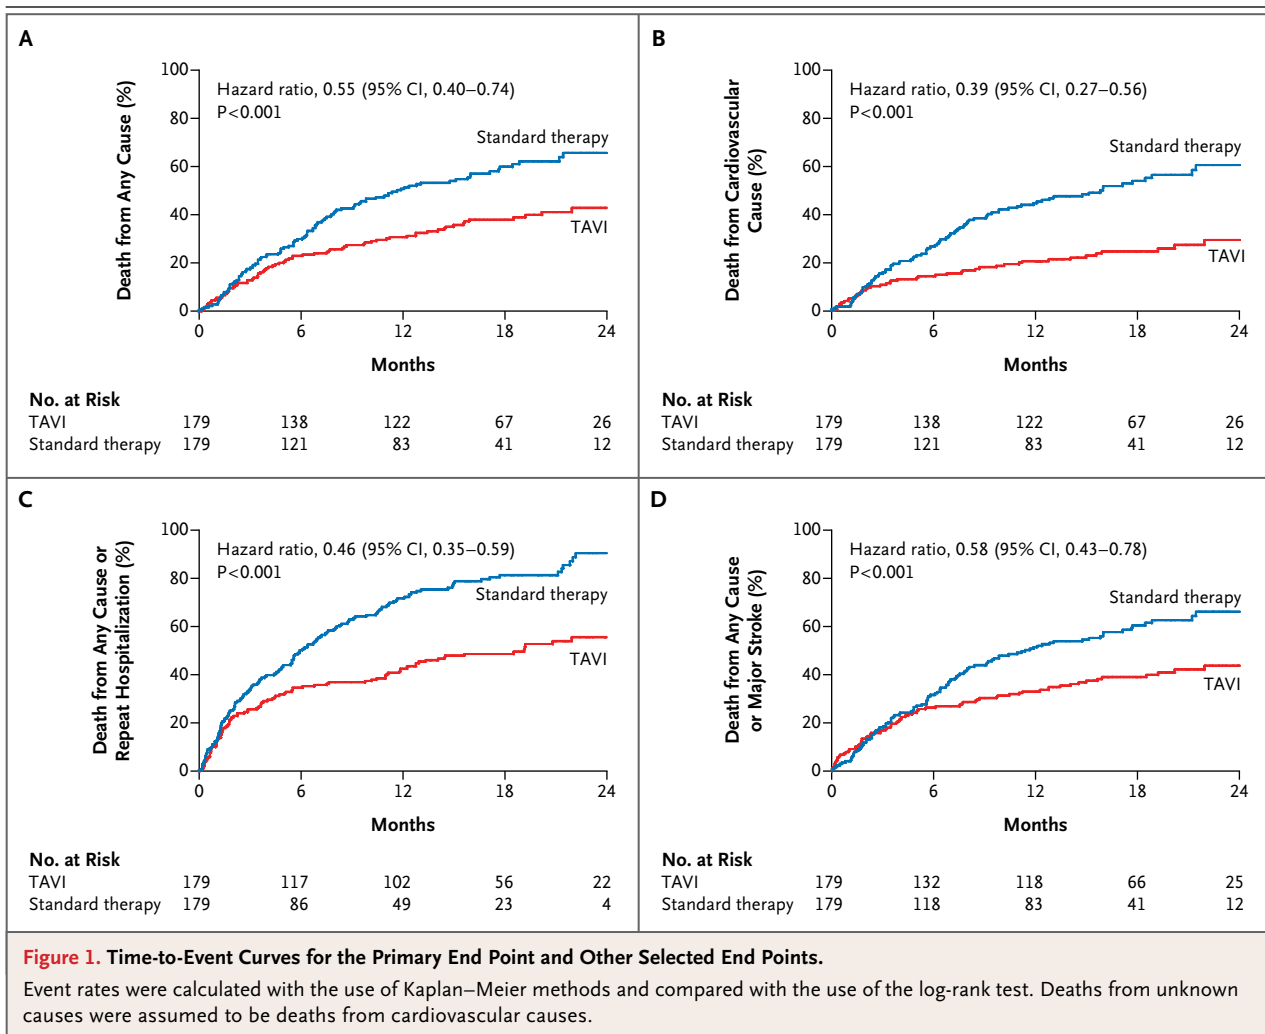 A
Death from Any Cause (%)
100
80
60
40
20
0
Hazard ratio, 0.55 (95% CI, 0.40–0.74)
P<0.001
Standard therapy
TAVI
0 6 12 18 24
Months
No. at Risk
TAVI 179 138 122 67 26
Standard therapy 179 121 83 41 12
B
Death from Cardiovascular
Cause (%)
100
80
60
40
20
0
Hazard ratio, 0.39 (95% CI, 0.27–0.56)
P<0.001
Standard therapy
TAVI
0 6 12 18 24
Months
No. at Risk
TAVI 179 138 122 67 26
Standard therapy 179 121 83 41 12
C
Death from Any Cause or
Repeat Hospitalization (%)
100
80
60
40
20
0
Hazard ratio, 0.46 (95% CI, 0.35–0.59)
P<0.001
Standard therapy
TAVI
0 6 12 18 24
Months
No. at Risk
TAVI 179 117 102 56 22
Standard therapy 179 86 49 23 4
D
Death from Any Cause
or Major Stroke (%)
100
80
60
40
20
0
Hazard ratio, 0.58 (95% CI, 0.43–0.78)
P<0.001
Standard therapy
TAVI
0 6 12 18 24
Months
No. at Risk
TAVI 179 132 118 66 25
Standard therapy 179 118 83 41 12
Figure 1. Time-to-Event Curves for the Primary End Point and Other Selected End Points.
Event rates were calculated with the use of Kaplan–Meier methods and compared with the use of the log-rank test. Deaths from unknown
causes were assumed to be deaths from cardiovascular causes.